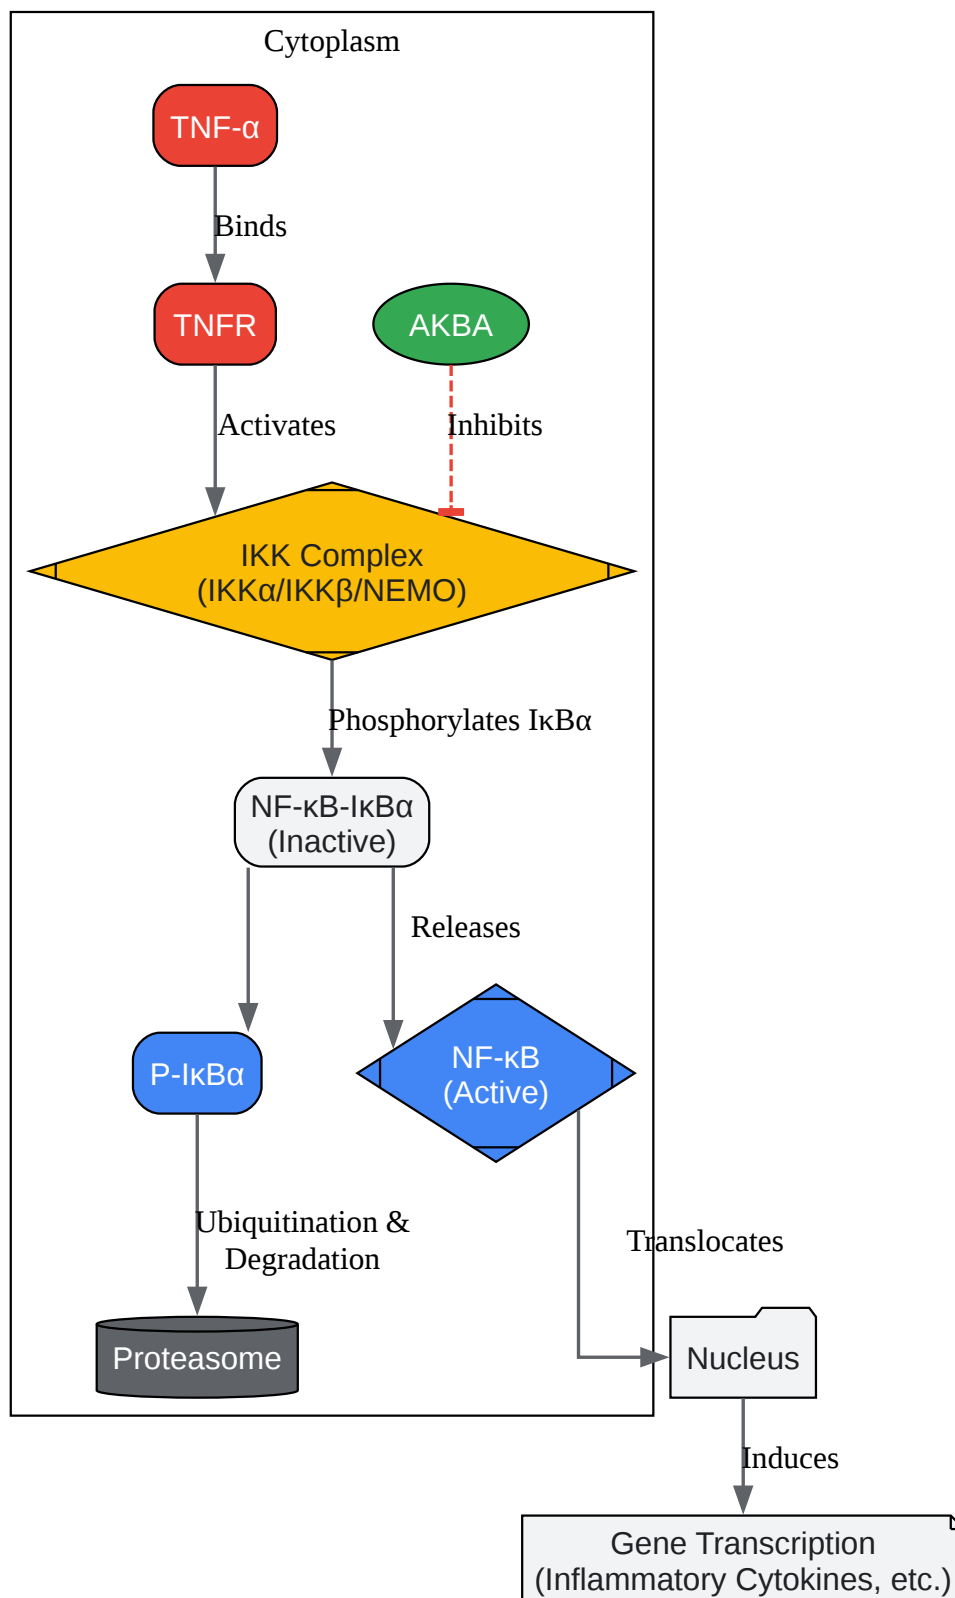 Cytoplasm
TNF-α
Binds
TNFR
AKBA
Activates
Inhibits
IKK Complex
(IKKα/IKKβ/NEMO)
Phosphorylates IκBα
NF-κB-IκBα
(Inactive)
Releases
P-IκBα
NF-κB
(Active)
Ubiquitination &
Degradation
Translocates
Proteasome
Nucleus
Induces
Gene Transcription
(Inflammatory Cytokines, etc.)